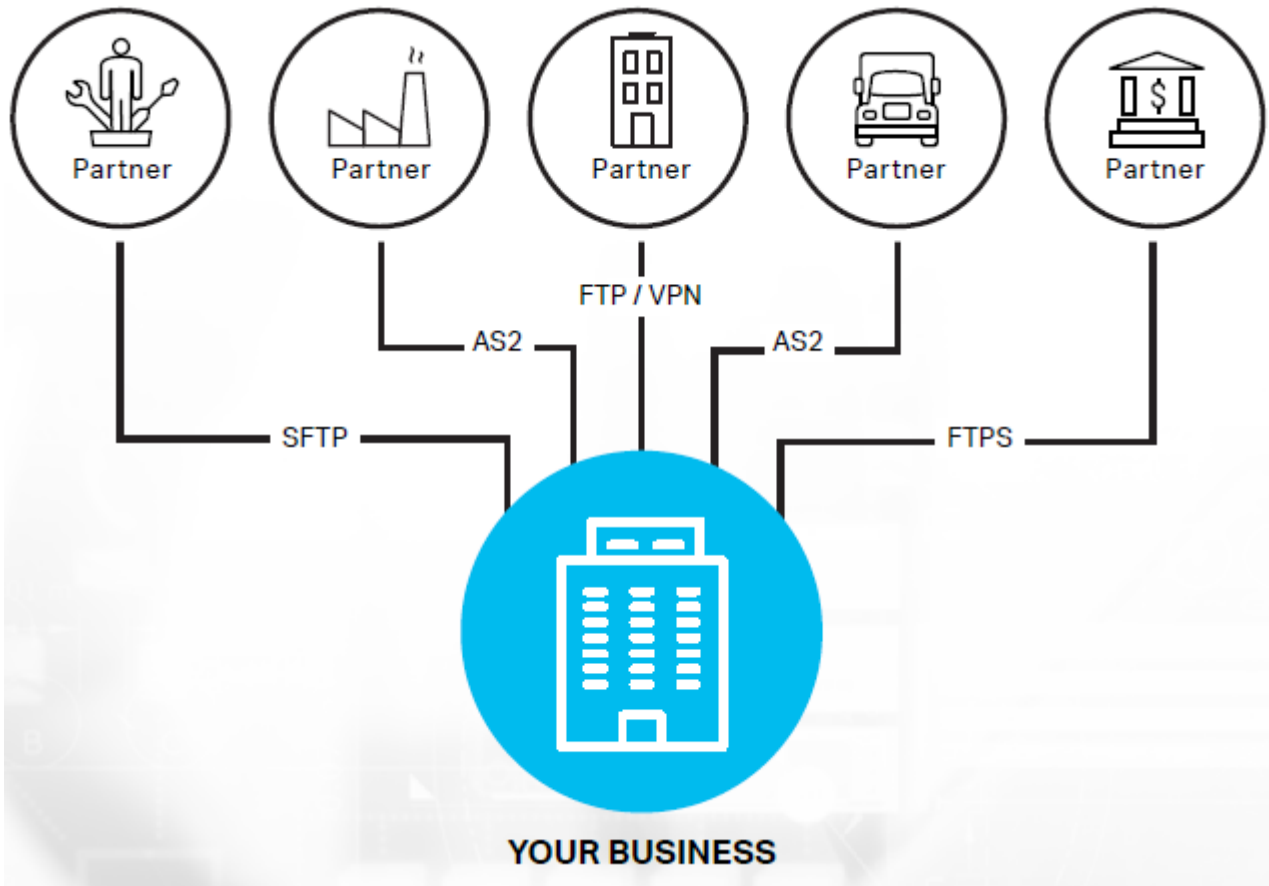 Partner
Partner
Partner
Partner
Partner
$
FTP / VPN
AS2
AS2
SFTP
FTPS
YOUR BUSINESS